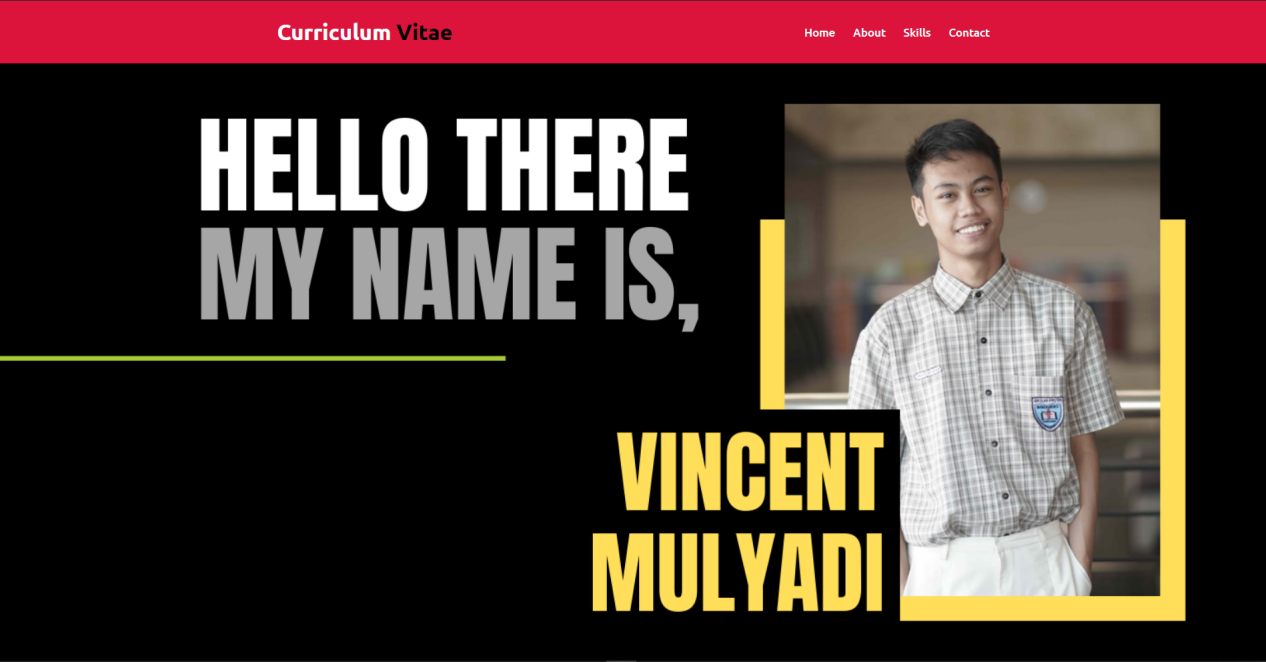 Curriculum Vitae
Home About Skills Contact
HELLO THERE
MY NAME IS,
VINCENT
MULYADI